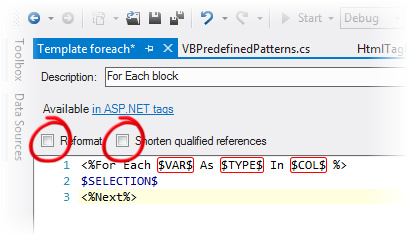 Start
Debug
Template foreach*
VBPredefinedPatterns.cs
HtmlTag
Toolbox
Data Sources
Description: For Each block
Available in ASP.NET tags
Reformat Shorten qualified references
1 <%For Each $VAR$ As $TYPE$ In $COL$ %>
2 $SELECTION$
3 <%Next%>